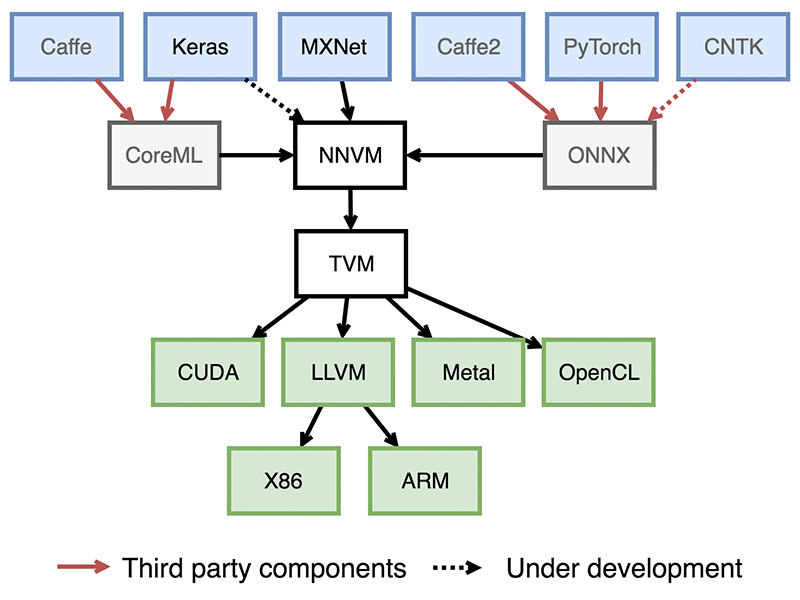 Caffe
Keras
MXNet
Caffe2
PyTorch
CNTK
CoreML
NNVM
ONNX
TVM
CUDA
LLVM
Metal
OpenCL
X86
ARM
Third party components
Under development